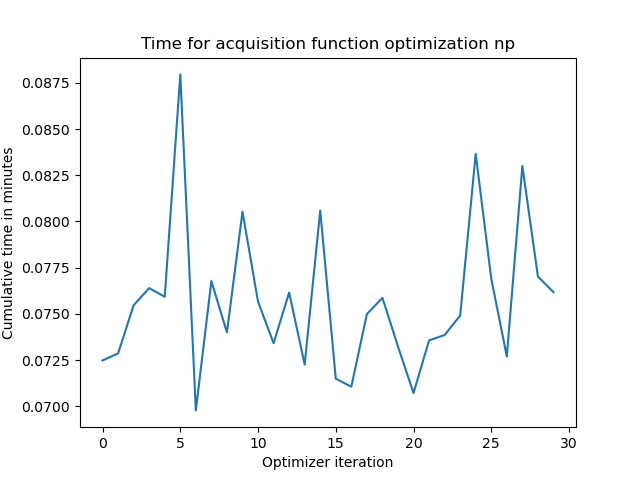 Time for acquisition function optimization np
Cumulative time in minutes
0.0875
0.0850
0.0825
0.0800
0.0775
0.0750
0.0725
0.0700
0 5 10 15 20 25 30
Optimizer iteration